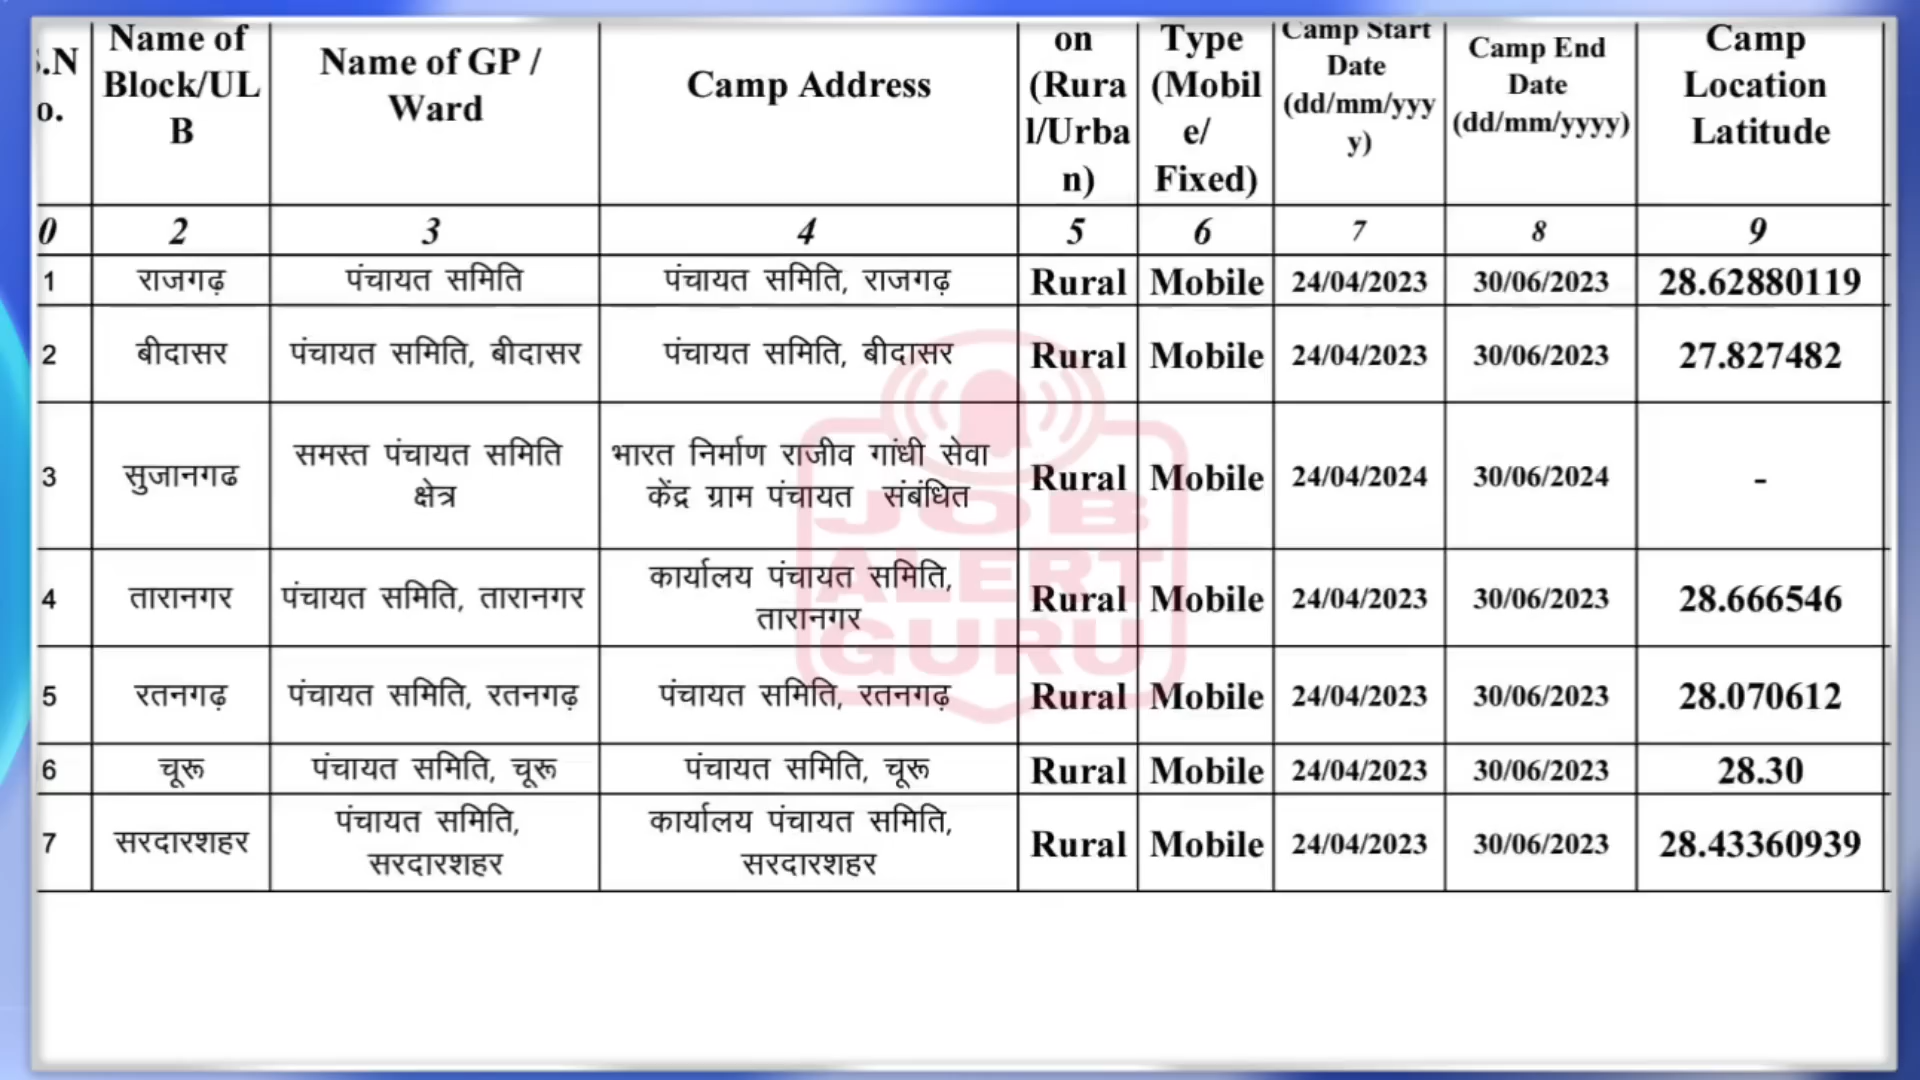 S.N
o.
Name of
Block/UL
B
Name of GP /
Ward
Camp Address
on
(Rura
l/Urba
n)
Type
(Mobil
e/
Fixed)
Camp Start
Date
(dd/mm/yyy
y)
Camp End
Date
(dd/mm/yyyy)
Camp
Location
Latitude
0 2 3 4 5 6 7 8 9
1 राजगढ़ पंचायत समिति पंचायत समिति, राजगढ़ Rural Mobile 24/04/2023 30/06/2023 28.62880119
2 बीदासर पंचायत समिति, बीदासर पंचायत समिति, बीदासर Rural Mobile 24/04/2023 30/06/2023 27.827482
3 सुजानगढ
समस्त पंचायत समिति
क्षेत्र
भारत निर्माण राजीव गांधी सेवा
केंद्र ग्राम पंचायत संबंधित
Rural Mobile 24/04/2024 30/06/2024 -
4 तारानगर पंचायत समिति, तारानगर
कार्यालय पंचायत समिति,
तारानगर
Rural Mobile 24/04/2023 30/06/2023 28.666546
5 रतनगढ़ पंचायत समिति, रतनगढ़ पंचायत समिति, रतनगढ़ Rural Mobile 24/04/2023 30/06/2023 28.070612
6 चूरू पंचायत समिति, चूरू पंचायत समिति, चूरू Rural Mobile 24/04/2023 30/06/2023 28.30
7 सरदारशहर
पंचायत समिति,
सरदारशहर
कार्यालय पंचायत समिति,
सरदारशहर
Rural Mobile 24/04/2023 30/06/2023 28.43360939
JOB
ALERT
GURU